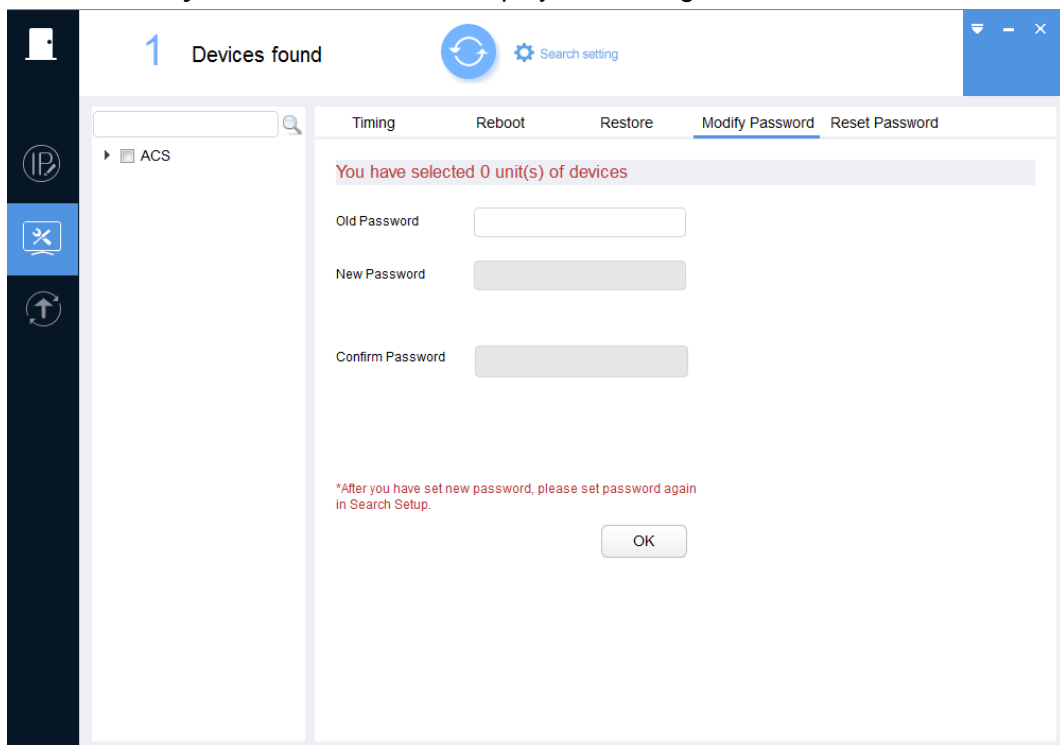 1 Devices found
Search setting
Timing Reboot Restore Modify Password Reset Password
ACS
You have selected 0 unit(s) of devices
Old Password
New Password
Confirm Password
*After you have set new password, please set password again
in Search Setup.
OK